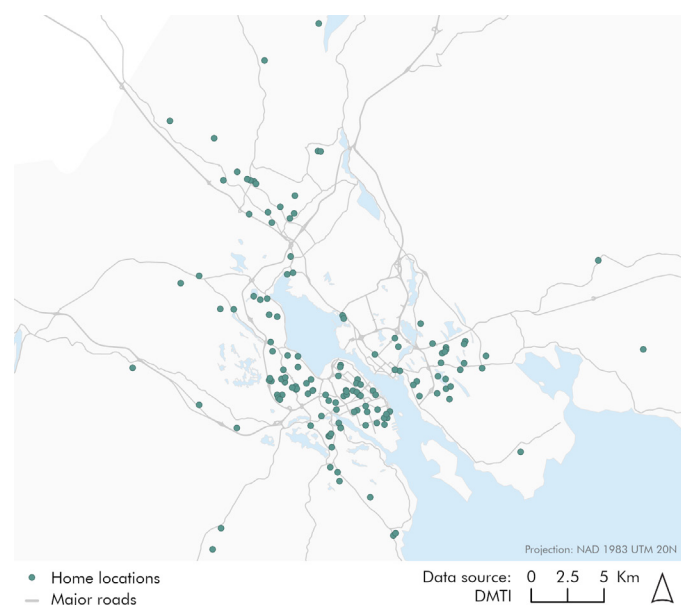 Projection: NAD 1983 UTM 20N
Home locations
Major roads
Data source:
DMTI
0 2.5 5 Km